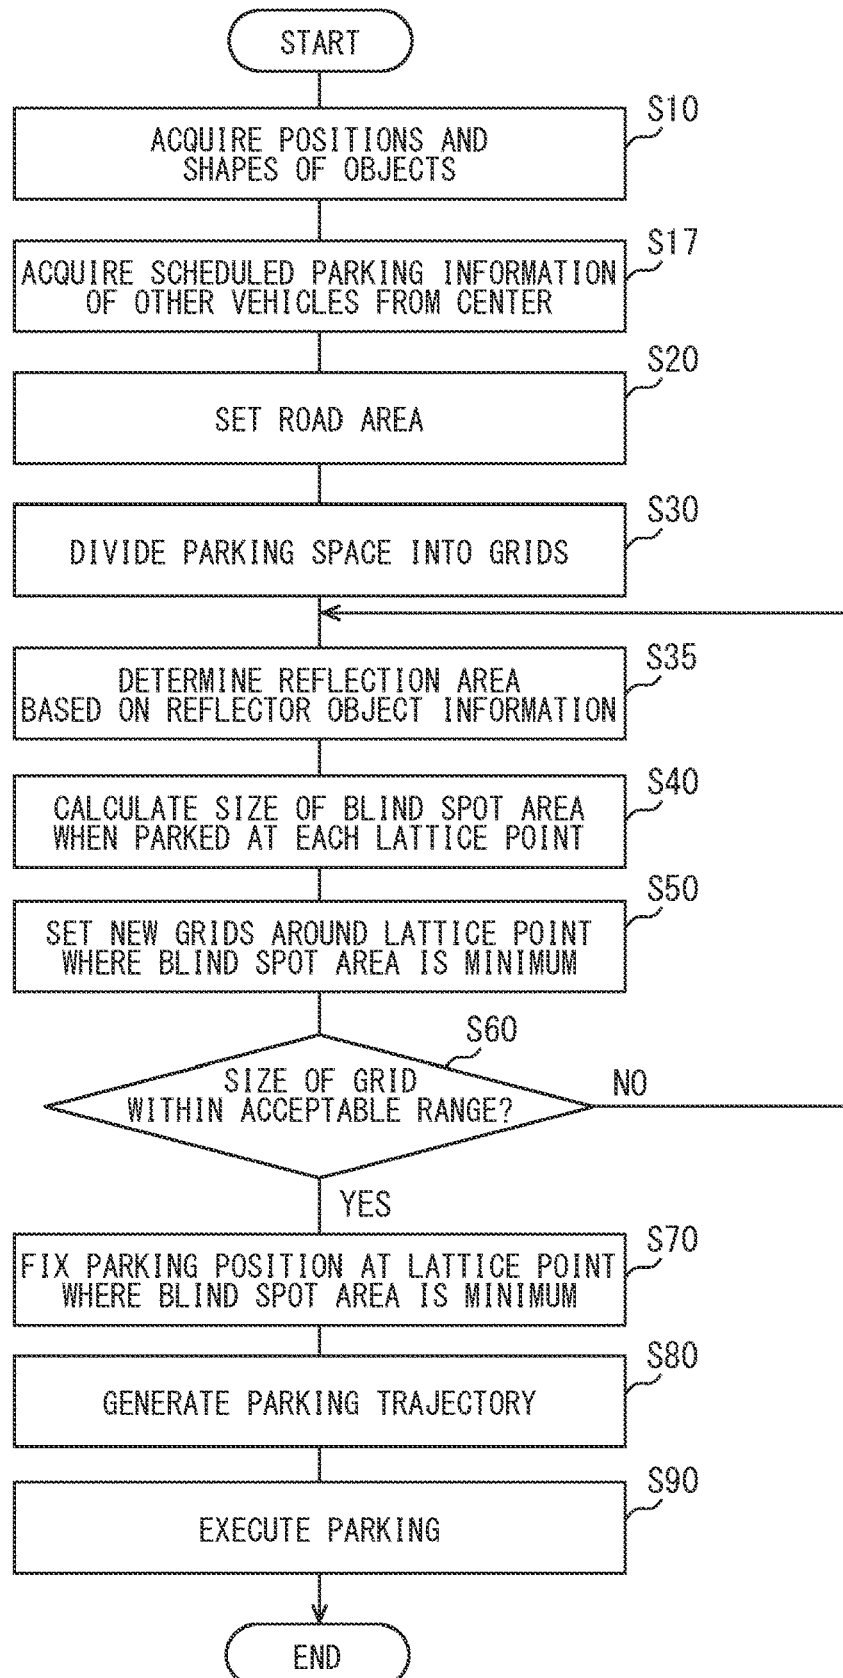 START
S10
ACQUIRE POSITIONS AND
SHAPES OF OBJECTS
S17
ACQUIRE SCHEDULED PARKING INFORMATION
OF OTHER VEHICLES FROM CENTER
S20
SET ROAD AREA
S30
DIVIDE PARKING SPACE INTO GRIDS
S35
DETERMINE REFLECTION AREA
BASED ON REFLECTOR OBJECT INFORMATION
S40
CALCULATE SIZE OF BLIND SPOT AREA
WHEN PARKED AT EACH LATTICE POINT
S50
SET NEW GRIDS AROUND LATTICE POINT
WHERE BLIND SPOT AREA IS MINIMUM
S60
SIZE OF GRID
WITHIN ACCEPTABLE RANGE?
NO
YES
S70
FIX PARKING POSITION AT LATTICE POINT
WHERE BLIND SPOT AREA IS MINIMUM
S80
GENERATE PARKING TRAJECTORY
S90
EXECUTE PARKING
END